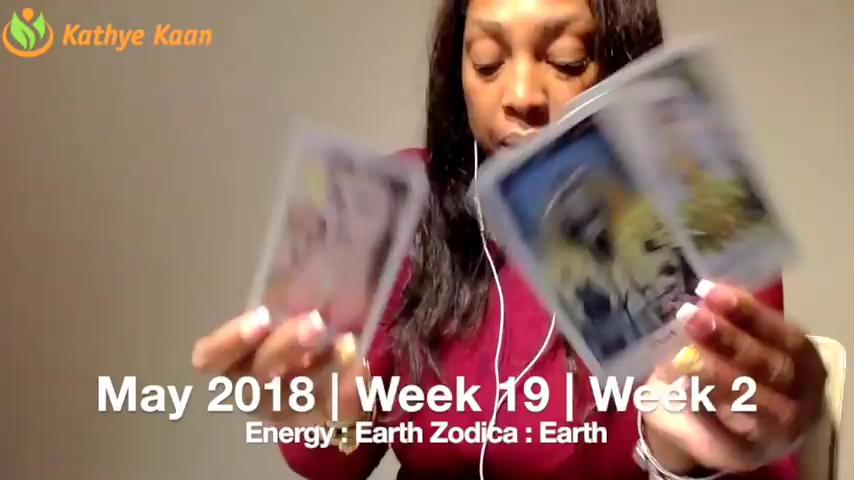 Kathye Kaan
May 2018 | Week 19 | Week 2
Energy : Earth Zodica : Earth